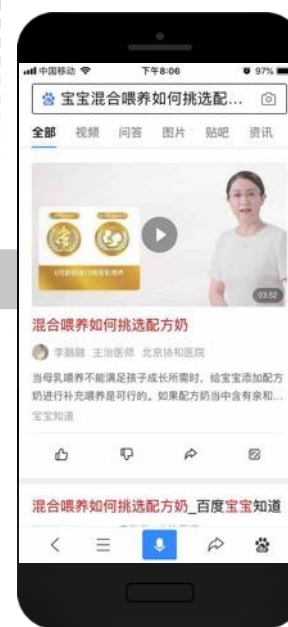 中国移动 下午8:06 97%
宝宝混合喂养如何挑选配...
全部 视频 问答 图片 贴吧 资讯
03:52
混合喂养如何挑选配方奶
李融融 主治医师 北京协和医院
当母乳喂养不能满足孩子成长所需时，给宝宝添加配方
奶进行补充喂养是可行的。如果配方奶当中含有亲和...
宝宝知道
混合喂养如何挑选配方奶_百度宝宝知道